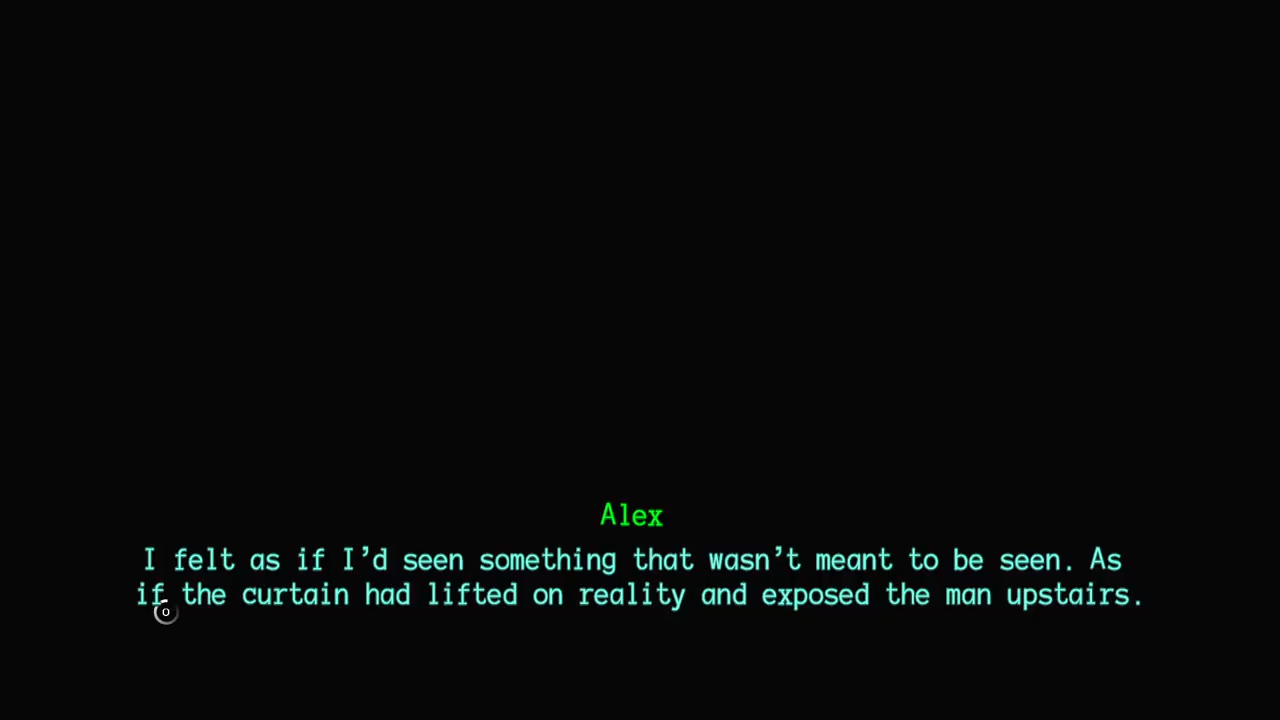 Alex
I felt as if I’d seen something that wasn’t meant to be seen. As
if the curtain had lifted on reality and exposed the man upstairs.